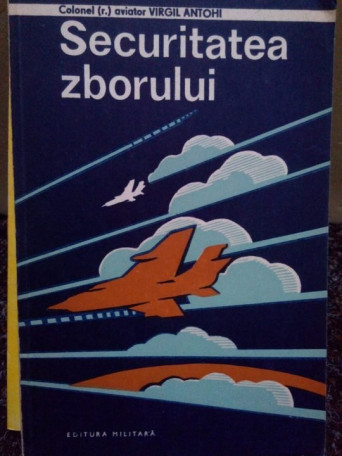 Colonel (r.) aviator VIRGIL ANTOHI
Securitatea
zborului
EDITURA MILITARĂ